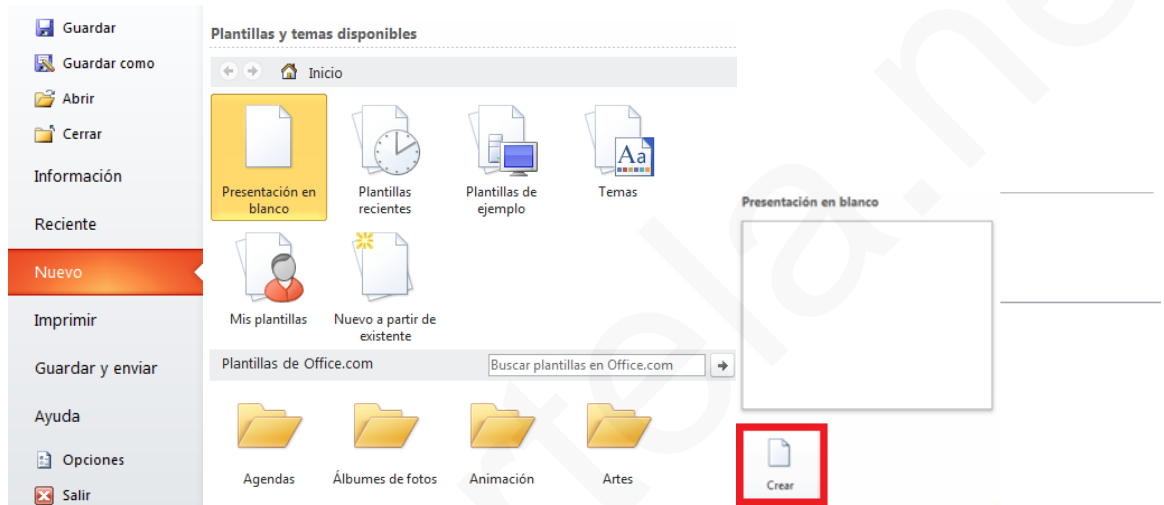 Guardar
Guardar como
Abrir
Cerrar
Información
Reciente
Nuevo
Imprimir
Guardar y enviar
Ayuda
Opciones
Salir
Plantillas y temas disponibles
Inicio
Presentación en
blanco
Plantillas
recientes
Plantillas de
ejemplo
Aa
Temas
Mis plantillas
Nuevo a partir de
existente
Plantillas de Office.com
Buscar plantillas en Office.com
Agendas
Álbumes de fotos
Animación
Artes
Presentación en blanco
Crear